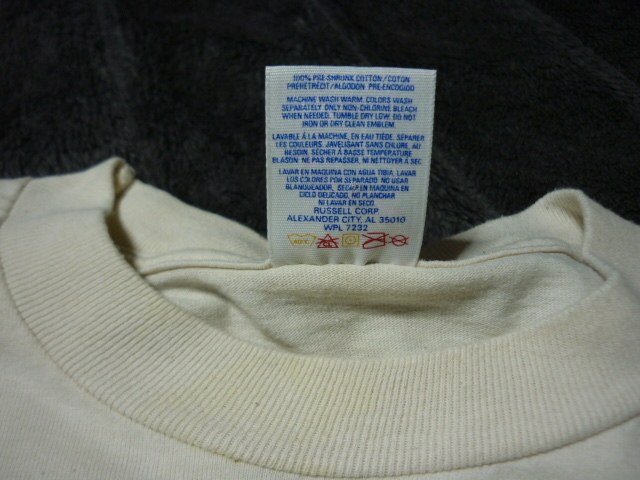 100% PRE-SHRUNK COTTON/COTON
PRERETRÉCIT/ALGODON PRE-ENCOGIDO
MACHINE WASH WARM, COLORS WASH
SEPARATELY ONLY NON-CHLORINE BLEACH
WHEN NEEDED. TUMBLE DRY LOW. DO NOT
IRON OR DRY CLEAN EMBLEM.
LAVABLE À LA MACHINE, EN EAU TIÈDE. SÉPARER
LES COULEURS. JAVELISANT SANS CHLORE, AU
BESOIN. SÉCHER À BASSE TEMPÉRATURE
BLASON: NE PAS REPASSER, NI NETTOYER À SEC
LAVAR EN MAQUINA CON AGUA TIBIA, LAVAR
LOS COLORES POR SEPARADO. NO USAR
BLANQUEADOR, SECAR EN MAQUINA EN
CICLO DELICADO, NO PLANCHAR
NI LAVAR EN SECO.
RUSSELL CORP
ALEXANDER CITY, AL 35010
WPL 7232